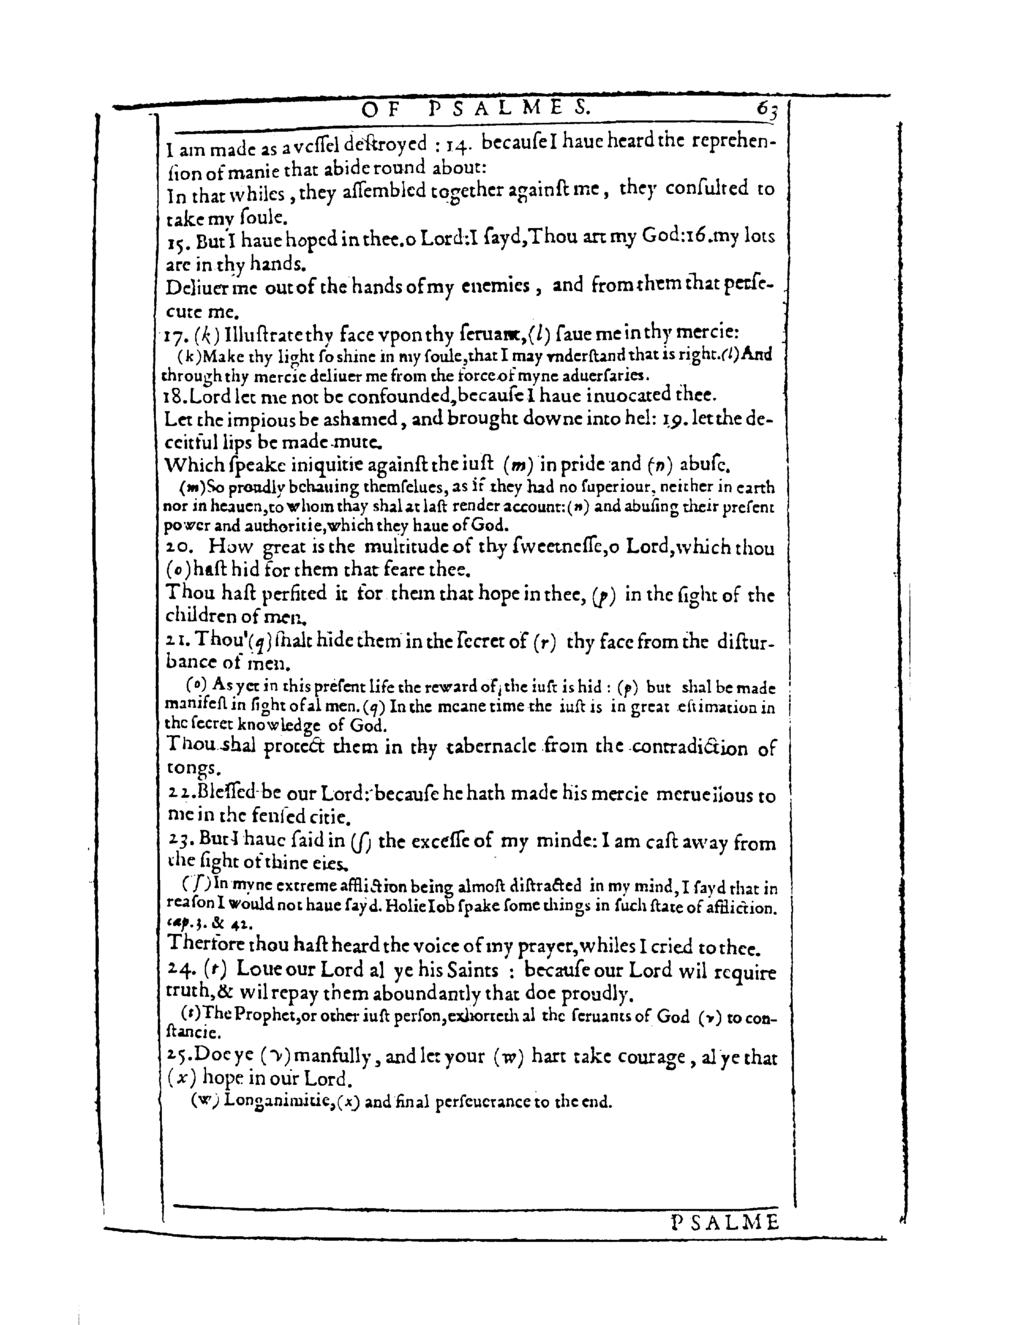 OF PSALMES. 63
I am made as a veſſel deſtroyed : 14. becauſe I haue heard the reprehen-
ſion of manie that abide round about:
In that whiles , they aſſembled together againſt me , they conſulted to
take my ſoule.
15. But I haue hoped in thee.o Lord:I ſayd,Thou art my God:16.my lots
are in thy hands.
Deliuer me out of the hands of my enemies , and from them that perſe-
cute me.
17. (k) Illuſtrate thy face vpon thy ſeruant,(l) ſaue me in thy mercie:
(k)Make thy light ſo ſhine in my ſoule,that I may vnderſtand that is right.(l)And
through thy mercie deliuer me from the force of myne aduerſaries.
18.Lord let me not be confounded,becauſe I haue inuocated thee.
Let the impious be ashamed , and brought downe into hel: 19. let the de-
ceitful lips be made mute.
Which ſpeake iniquitie againſt the iuſt (m) in pride and (n) abuſe.
(m)So proudly behauing themſelues, as if they had no ſuperiour, neither in earth
nor in heauen,to whom thay shal at laſt render account:(n) and abuſing their preſent
power and authoritie,which they haue of God.
20. How great is the multitude of thy ſweetneſſe,o Lord,which thou
(o)haſt hid for them that feare thee.
Thou haſt perfited it for them that hope in thee, (p) in the ſight of the
children of men.
21. Thou (q)ſhalt hide them in the ſecret of (r) thy face from the diſtur-
bance of men.
(o) As yet in this preſent life the reward of the iuſt is hid : (p) but shal be made
manifeſt in ſight of al men.(q) In the meane time the iuſt is in great eſtimation in
the ſecret knowledge of God.
Thou shal protect them in thy tabernacle from the contradiction of
tongs.
22.Bleſſed be our Lord: becauſe he hath made his mercie merueilous to
me in the fenſed citie.
23. But I haue ſaid in (ſ) the exceſſe of my minde: I am caſt away from
the ſight of thine eies.
(ſ)In myne extreme affliction being almoſt diſtracted in my mind,I ſayd that in
reaſon I would not haue ſayd. Holie Iob ſpake ſome things in ſuch ſtate of affliction.
cap.3. & 42.
Therfore thou haſt heard the voice of my prayer,whiles I cried to thee.
24. (t) Loue our Lord al ye his Saints : becauſe our Lord wil require
truth,& wil repay them aboundantly that doe proudly.
(t)The Prophet,or other iuſt perſon,exhorteth al the ſeruants of God (v) to con-
ſtancie.
25.Doe ye (v)manfully , and let your (w) hart take courage , al ye that
(x) hope in our Lord.
(w) Longanimitie,(x) and final perſeuerance to the end.
PSALME